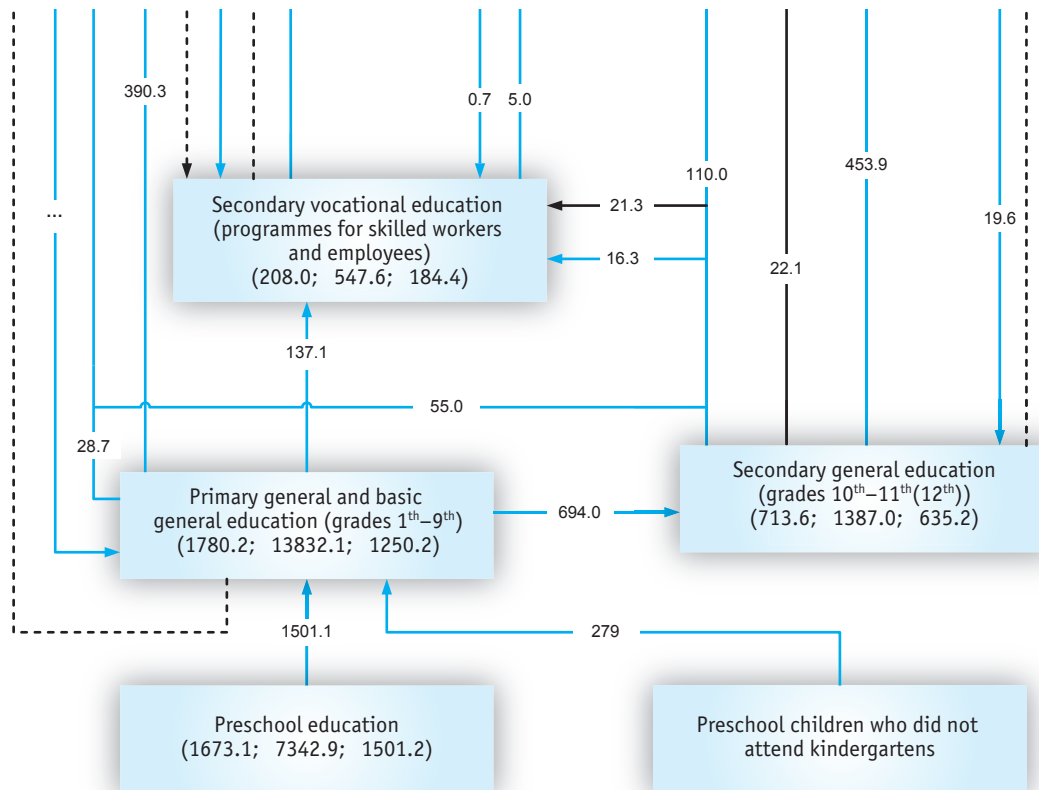 390.3
0.7
5.0
...
Secondary vocational education
(programmes for skilled workers
and employees)
(208.0; 547.6; 184.4)
110.0
453.9
21.3
19.6
16.3
22.1
137.1
55.0
28.7
Secondary general education
(grades 10th–11th(12th))
(713.6; 1387.0; 635.2)
Primary general and basic
general education (grades 1th–9th)
(1780.2; 13832.1; 1250.2)
694.0
1501.1
279
Preschool education
(1673.1; 7342.9; 1501.2)
Preschool children who did not
attend kindergartens